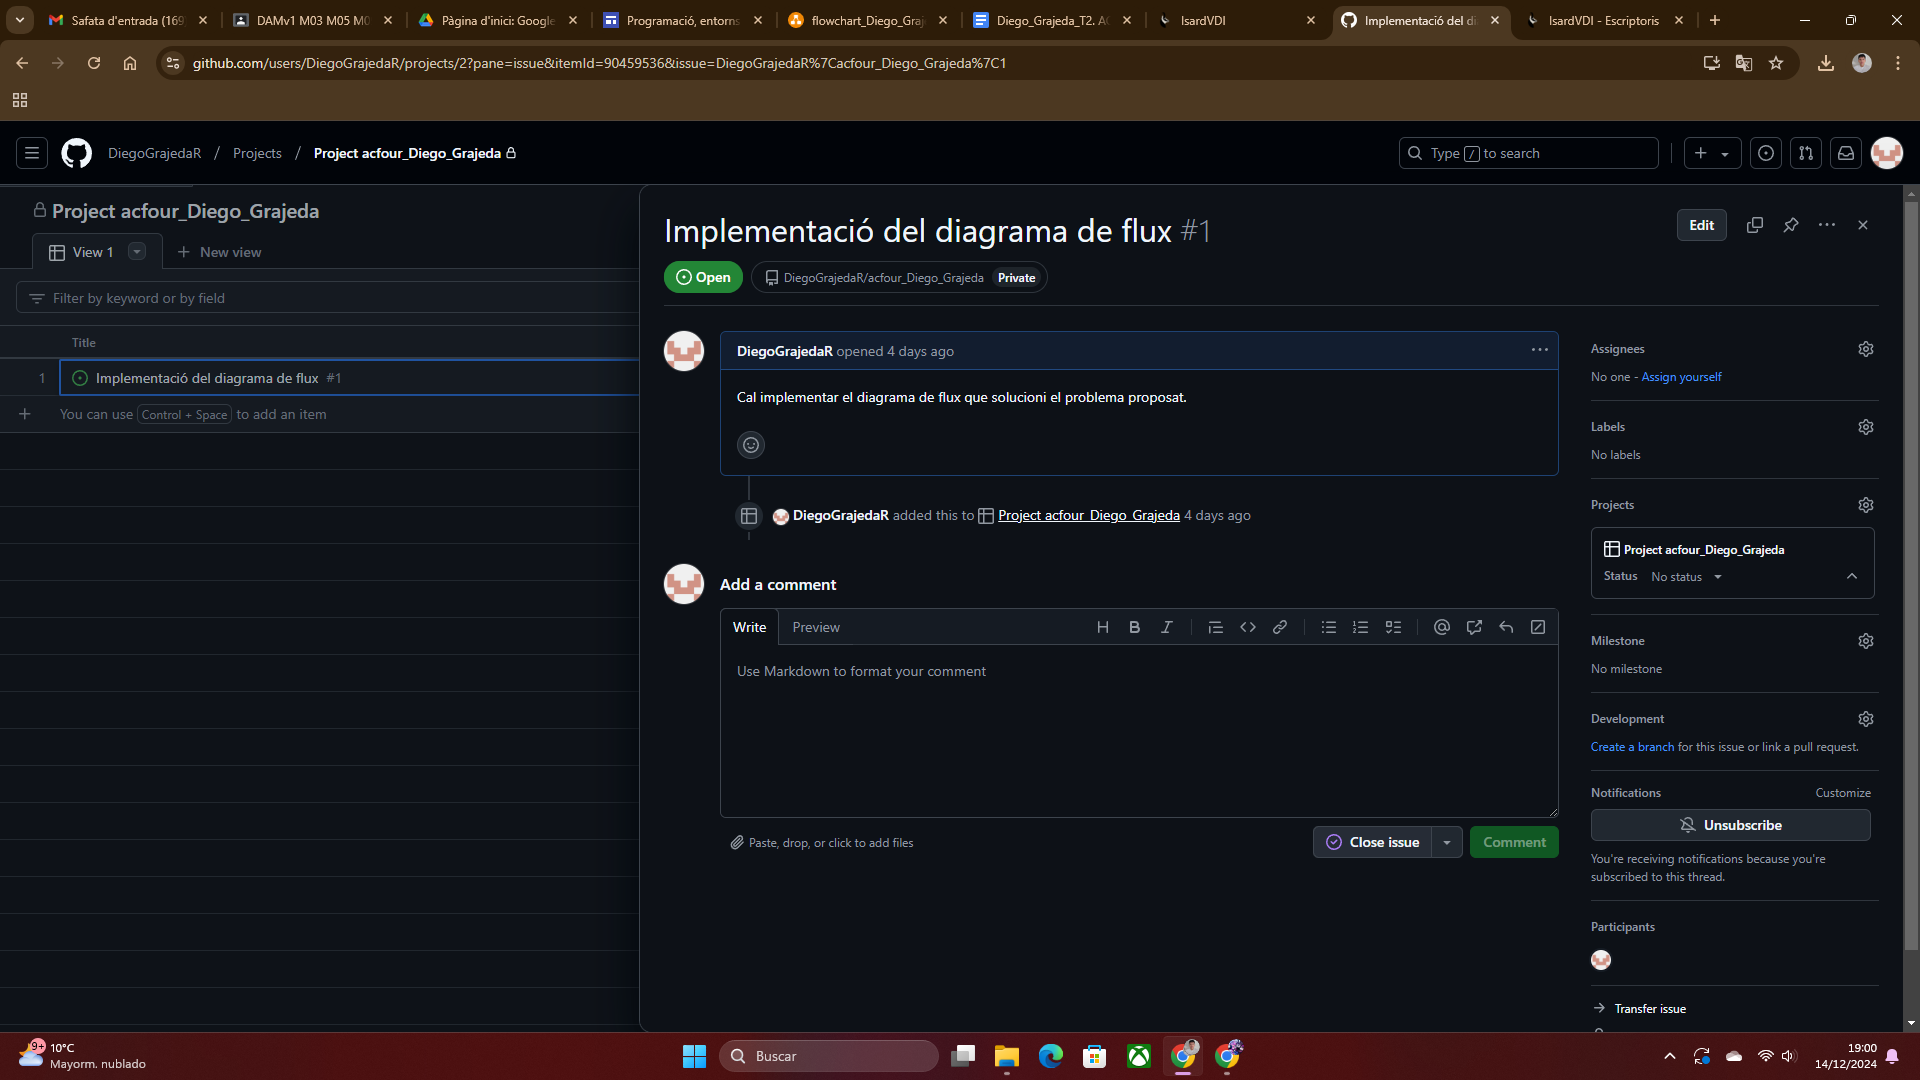 Safata d'entrada (169
DAMv1 M03 M05 M0
Pàgina d'inici: Google
Programació, entorns
flowchart_Diego_Graj
Diego_Grajeda_T2. AC
IsardVDI
Implementació del di
IsardVDI - Escriptoris
github.com/users/DiegoGrajedaR/projects/2?pane=issue&itemId=90459536&issue=DiegoGrajedaR%7Cacfour_Diego_Grajeda%7C1
DiegoGrajedaR / Projects / Project acfour_Diego_Grajeda
Type / to search
Project acfour_Diego_Grajeda
View 1
New view
Filter by keyword or by field
Title
1 Implementació del diagrama de flux #1
You can use Control + Space to add an item
Implementació del diagrama de flux #1
Edit
Open
DiegoGrajedaR/acfour_Diego_Grajeda Private
DiegoGrajedaR opened 4 days ago
Cal implementar el diagrama de flux que solucioni el problema proposat.
DiegoGrajedaR added this to Project acfour_Diego_Grajeda 4 days ago
Add a comment
Write
Preview
Use Markdown to format your comment
Paste, drop, or click to add files
Close issue
Comment
Assignees
No one - Assign yourself
Labels
No labels
Projects
Project acfour_Diego_Grajeda
Status No status
Milestone
No milestone
Development
Create a branch for this issue or link a pull request.
Notifications
Customize
Unsubscribe
You're receiving notifications because you're
subscribed to this thread.
Participants
Transfer issue
9+
10°C
Mayorm. nublado
Buscar
19:00
14/12/2024